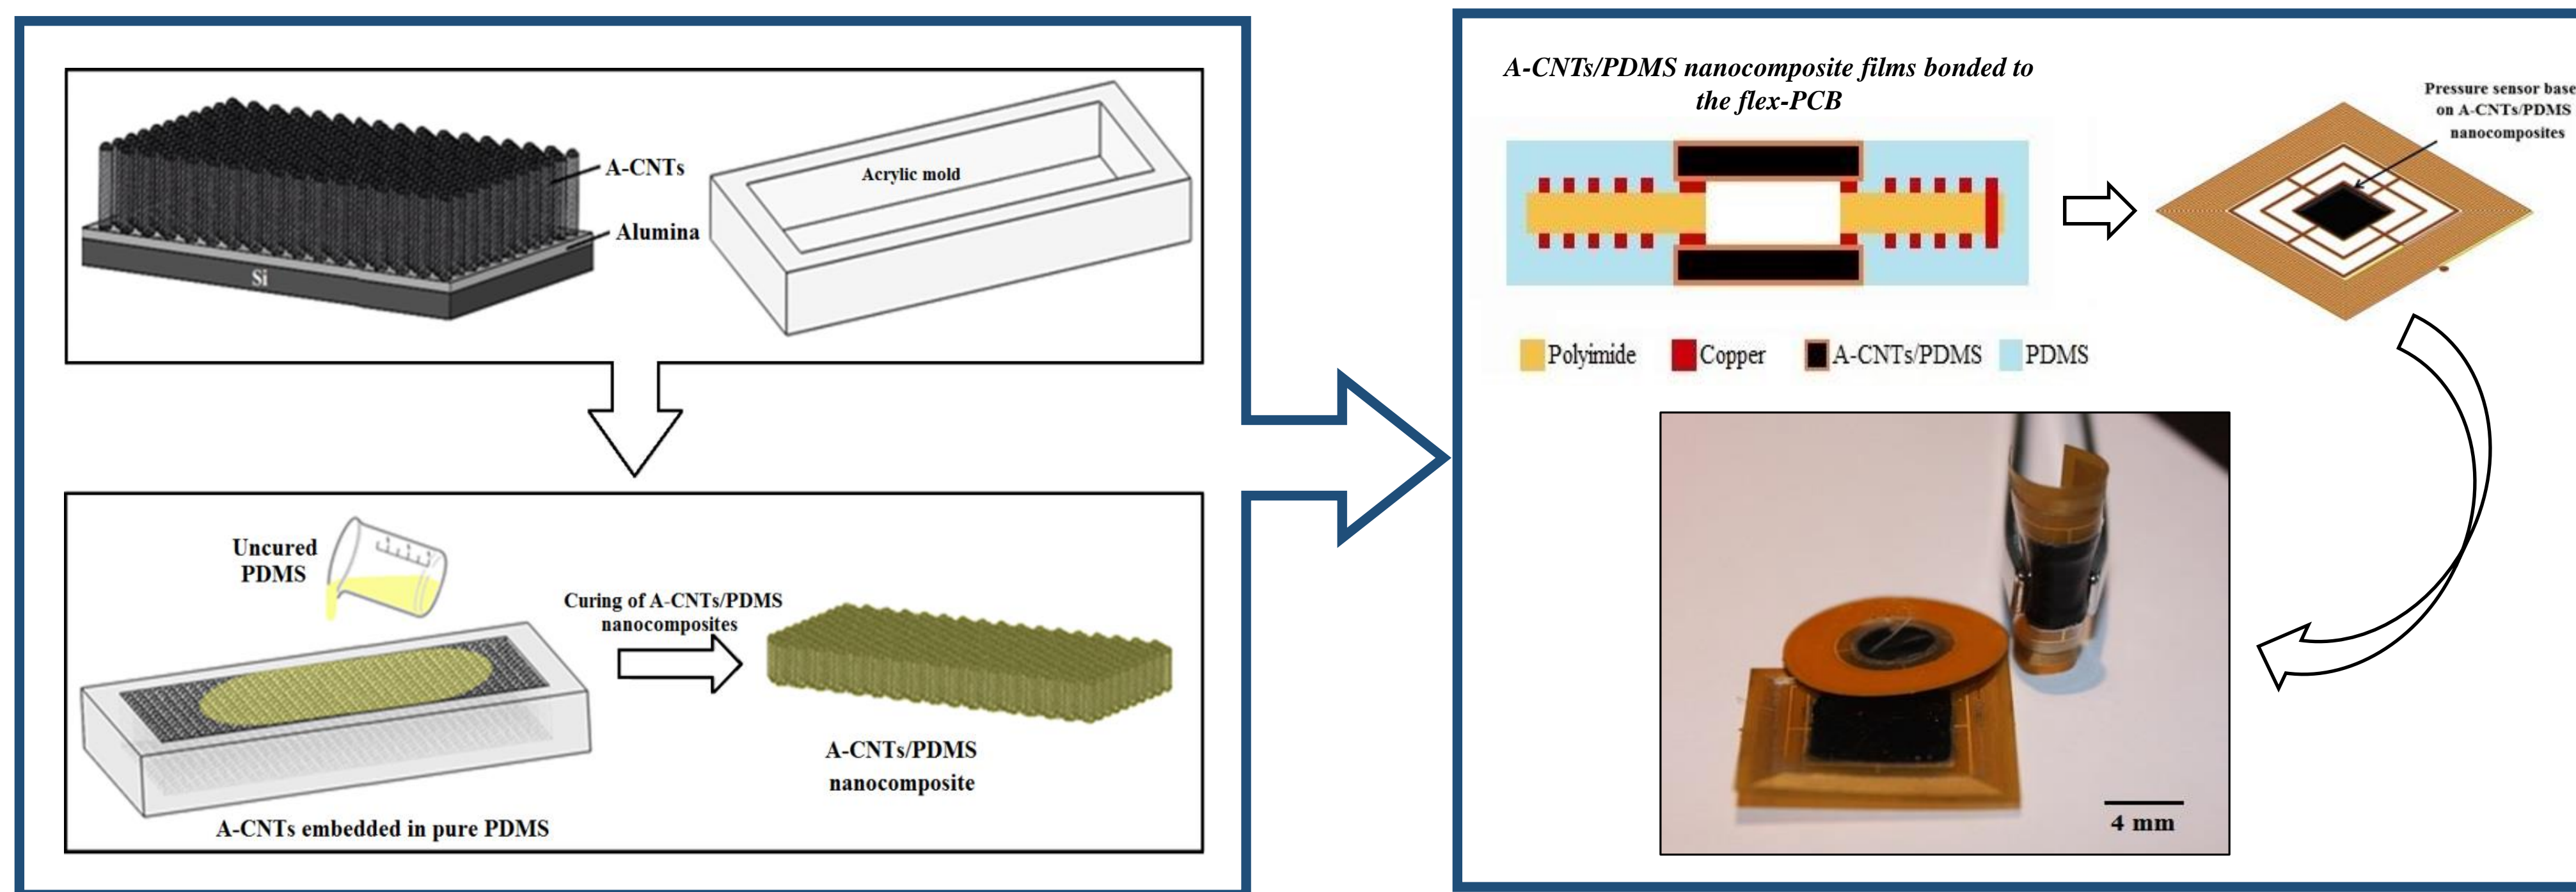 A-CNTs
Alumina
Si
Acrylic mold
Uncured
PDMS
Curing of A-CNTs/PDMS
nanocomposites
A-CNTs/PDMS
nanocomposite
A-CNTs embedded in pure PDMS
A-CNTs/PDMS nanocomposite films bonded to
the flex-PCB
Pressure sensor base
on A-CNTs/PDMS
nanocomposites
Polyimide
Copper
A-CNTs/PDMS
PDMS
4 mm